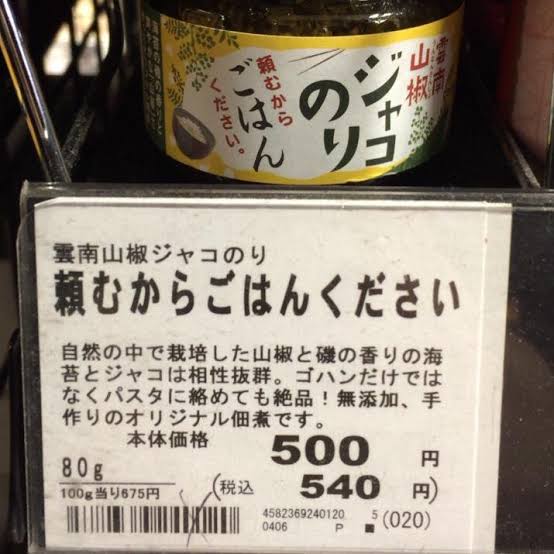 雲南
山椒
ジャコ
のり
頼むから
ごはん
ください。
雲南山椒ジャコのり
頼むからごはんください
自然の中で栽培した山椒と磯の香りの海
苔とジャコは相性抜群。ゴハンだけでは
なくパスタに絡めても絶品！無添加、手
作りのオリジナル佃煮です。
本体価格 500 円
80g (税込 540 円)
100g当り675円
4582369240120 5 (020)
0406 P ■